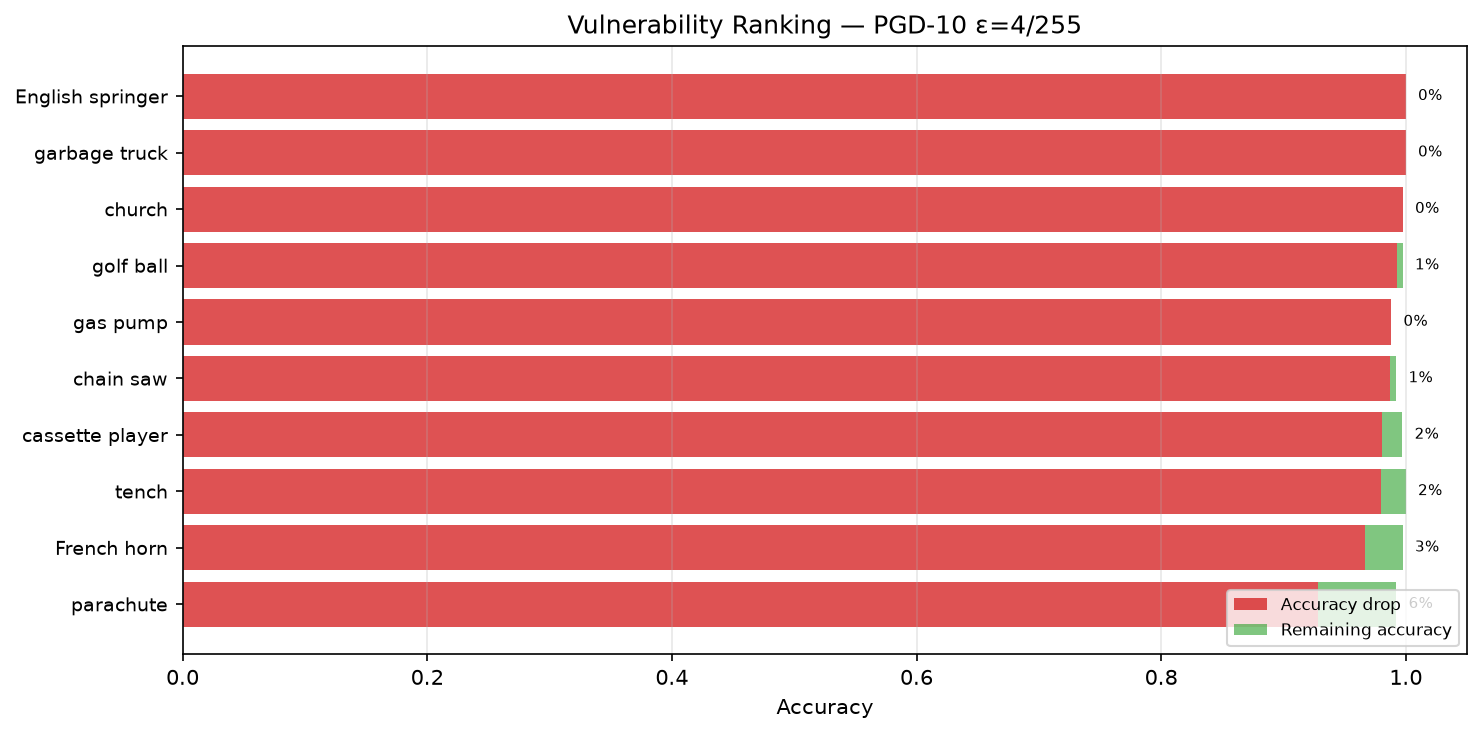 Vulnerability Ranking — PGD-10 ε=4/255
English springer 0%
garbage truck 0%
church 0%
golf ball 1%
gas pump 0%
chain saw 1%
cassette player 2%
tench 2%
French horn 3%
parachute 6%
Accuracy drop
Remaining accuracy
0.0 0.2 0.4 0.6 0.8 1.0
Accuracy